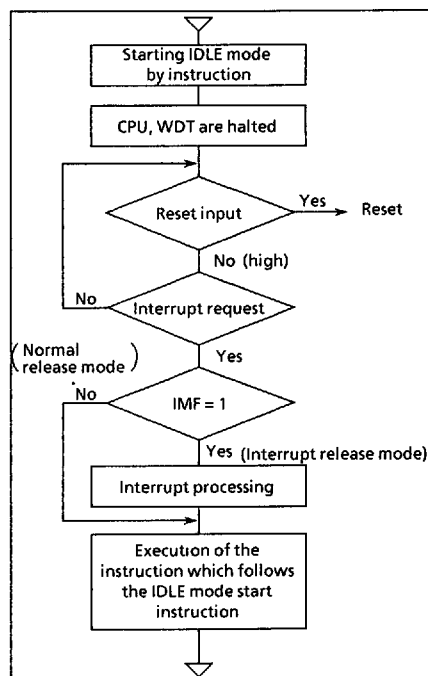 Starting IDLE mode
by instruction
CPU, WDT are halted
Reset input
Yes
Reset
No (high)
No
Interrupt request
(Normal
release mode)
Yes
No
IMF = 1
Yes (Interrupt release mode)
Interrupt processing
Execution of the
instruction which follows
the IDLE mode start
instruction